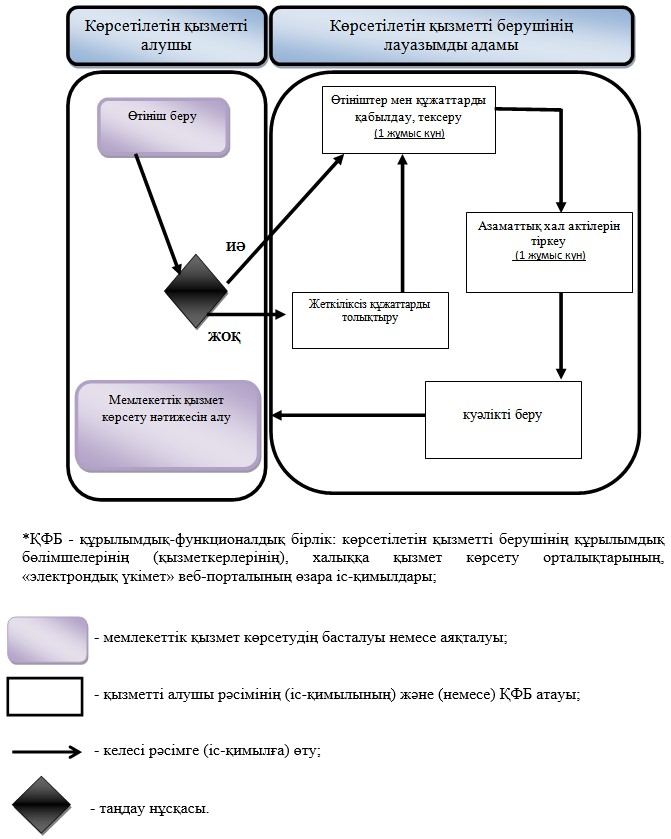 Көрсетілетін қызметті
алушы
Көрсетілетін қызметті берушінің
лауазымды адамы
Өтініш беру
Өтініштер мен құжаттарды
қабылдау, тексеру
(1 жұмыс күн)
Азаматтық хал актілерін
тіркеу
(1 жұмыс күн)
ИӘ
Жеткіліксіз құжаттарды
толықтыру
ЖОҚ
Мемлекеттік қызмет
көрсету нәтижесін алу
куәлікті беру
*ҚФБ - құрылымдық-функционалдық бірлік: көрсетілетін қызметті берушінің құрылымдық
бөлімшелерінің (қызметкерлерінің), халыққа қызмет көрсету орталықтарының,
«электрондық үкімет» веб-порталының өзара іс-қимылдары;
- мемлекеттік қызмет көрсетудің басталуы немесе аяқталуы;
- қызметті алушы рәсімінің (іс-қимылының) және (немесе) ҚФБ атауы;
- келесі рәсімге (іс-қимылға) өту;
- таңдау нұсқасы.